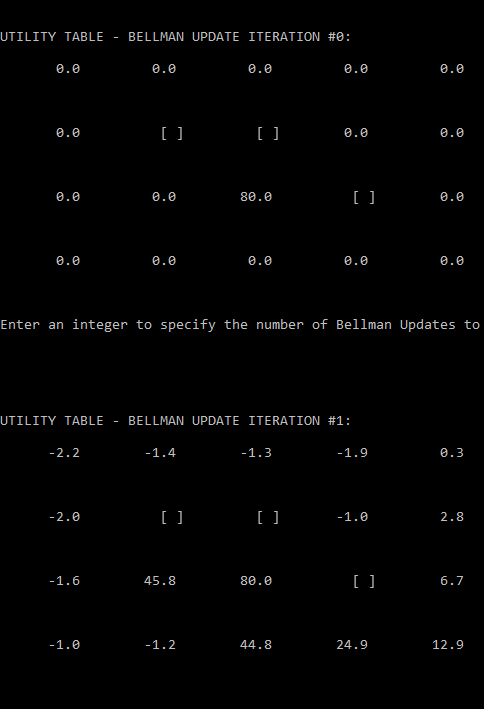 UTILITY TABLE - BELLMAN UPDATE ITERATION #0:
0.0 0.0 0.0 0.0 0.0
0.0 [ ] [ ] 0.0 0.0
0.0 0.0 80.0 [ ] 0.0
0.0 0.0 0.0 0.0 0.0
Enter an integer to specify the number of Bellman Updates to
UTILITY TABLE - BELLMAN UPDATE ITERATION #1:
-2.2 -1.4 -1.3 -1.9 0.3
-2.0 [ ] [ ] -1.0 2.8
-1.6 45.8 80.0 [ ] 6.7
-1.0 -1.2 44.8 24.9 12.9